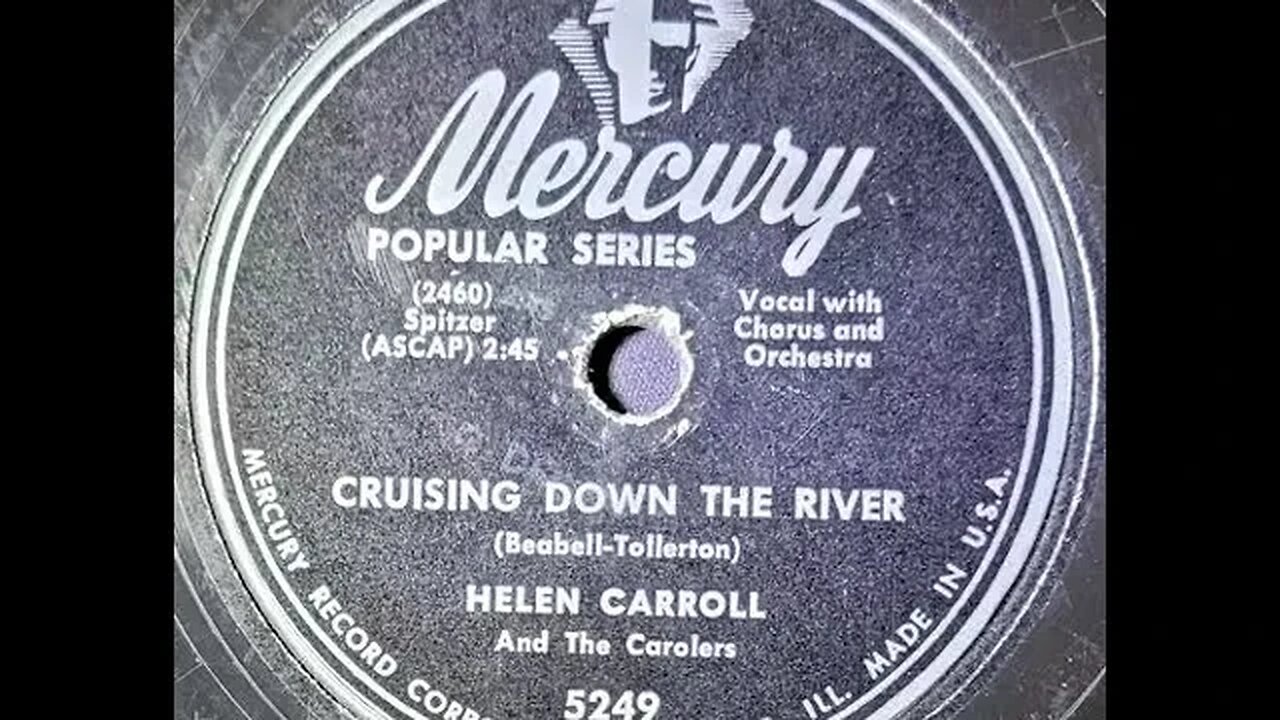 Mercury
POPULAR SERIES
(2460)
Spitzer
(ASCAP) 2:45
Vocal with
Chorus and
Orchestra
CRUISING DOWN THE RIVER
(Beabell-Tollerton)
HELEN CARROLL
And The Carolers
5249
MERCURY RECORD CORP
ILL. MADE IN U.S.A.